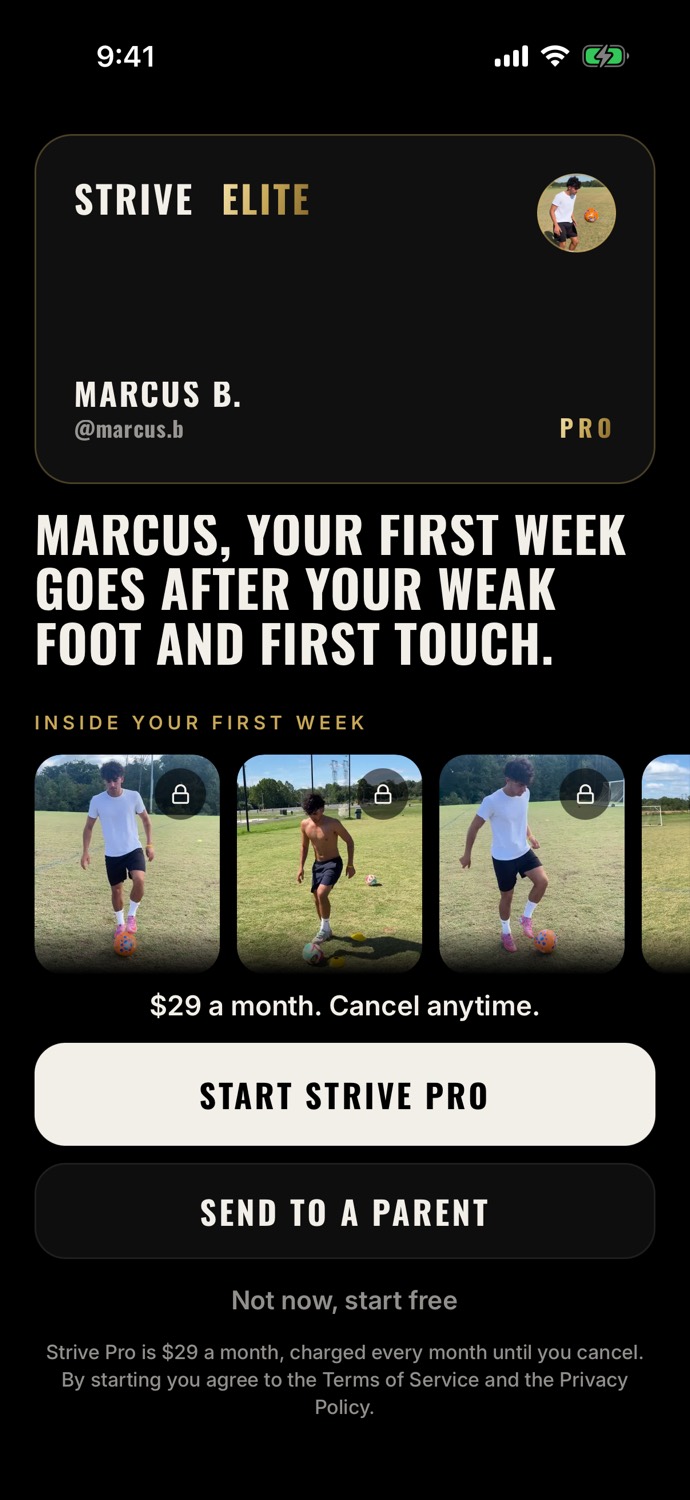 9:41
STRIVE ELITE
MARCUS B.
@marcus.b
PRO
MARCUS, YOUR FIRST WEEK
GOES AFTER YOUR WEAK
FOOT AND FIRST TOUCH.
INSIDE YOUR FIRST WEEK
$29 a month. Cancel anytime.
START STRIVE PRO
SEND TO A PARENT
Not now, start free
Strive Pro is $29 a month, charged every month until you cancel.
By starting you agree to the Terms of Service and the Privacy
Policy.